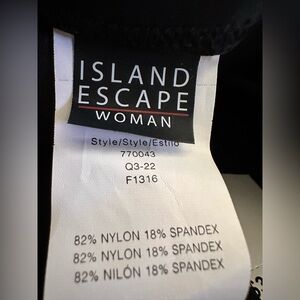 ISLAND
ESCAPE
WOMAN
Style/Style/Estilo
770043
Q3-22
F1316
82% NYLON 18% SPANDEX
82% NYLON 18% SPANDEX
82% NILÓN 18% SPANDEX